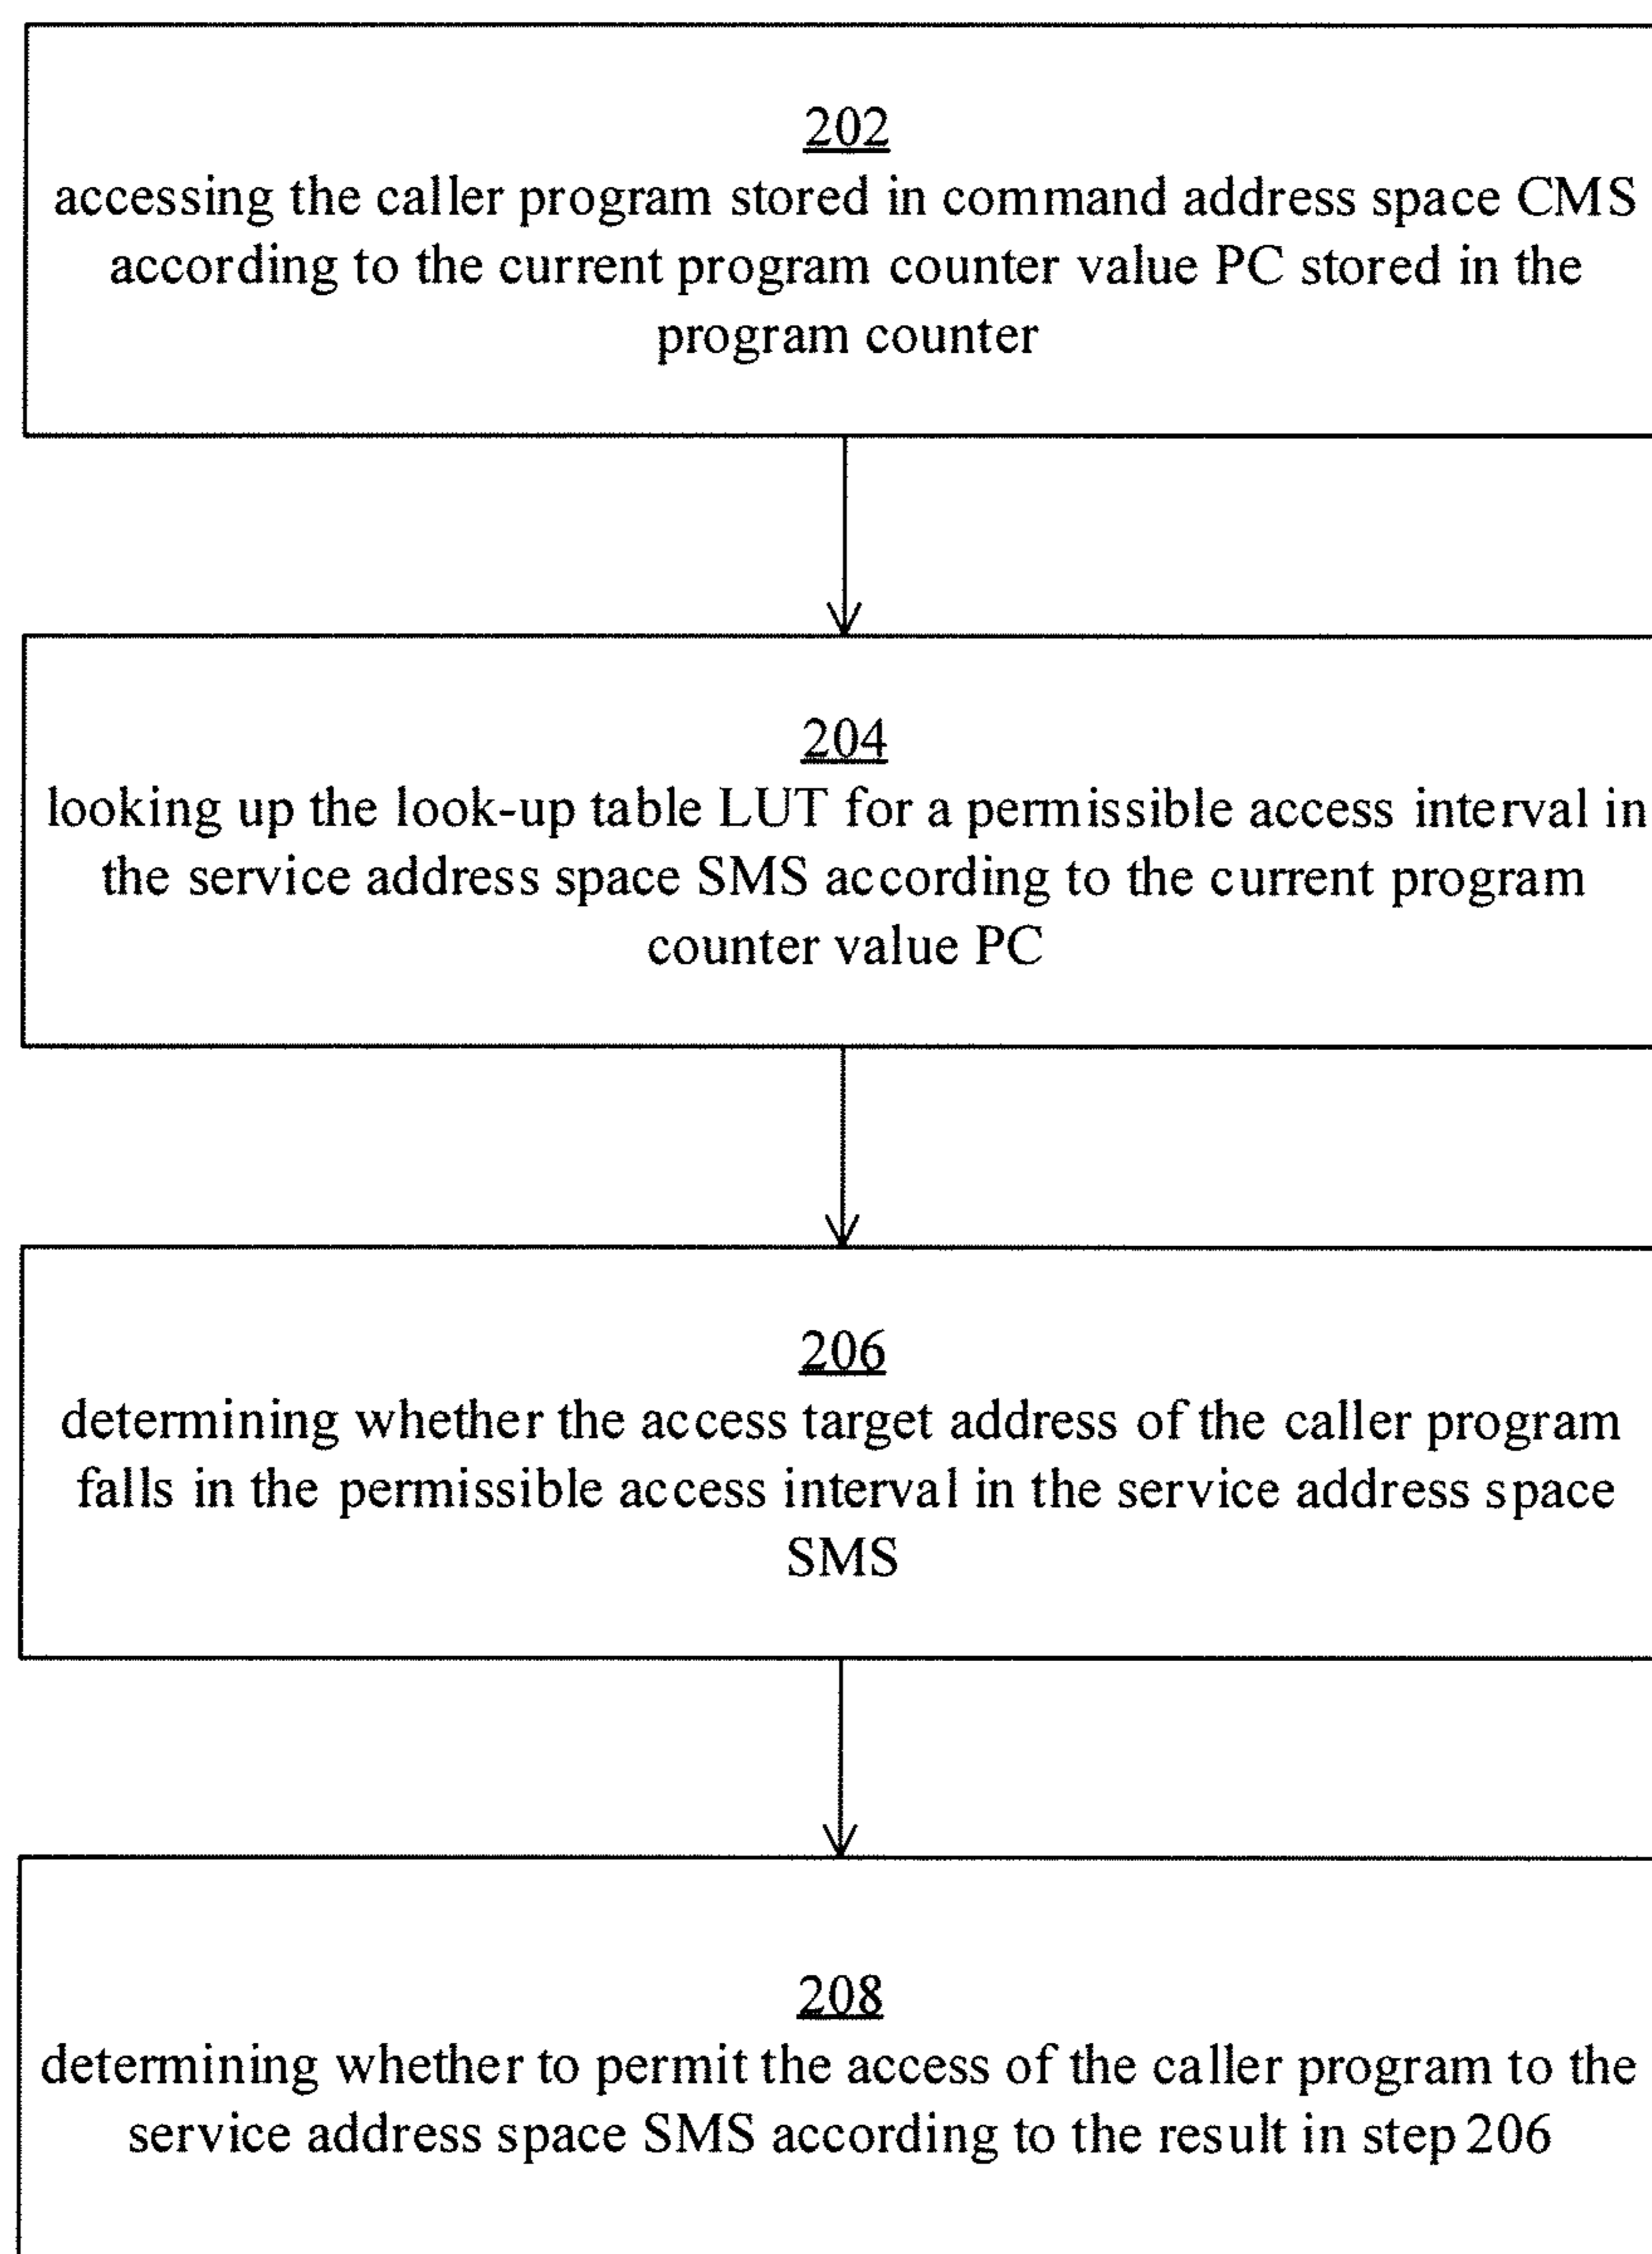 202
accessing the caller program stored in command address space CMS
according to the current program counter value PC stored in the
program counter
204
looking up the look-up table LUT for a permissible access interval in
the service address space SMS according to the current program
counter value PC
206
determining whether the access target address of the caller program
falls in the permissible access interval in the service address space
SMS
208
determining whether to permit the access of the caller program to the
service address space SMS according to the result in step 206